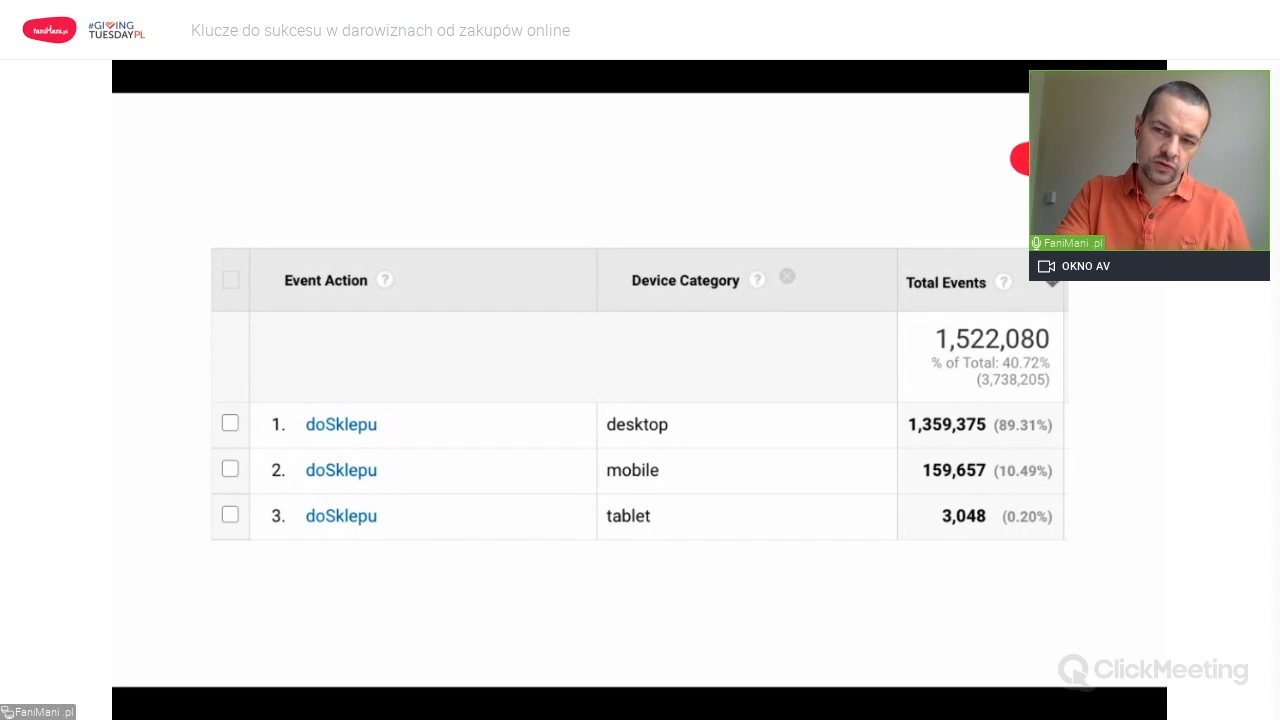 faniMani.pl
#GIVING
TUESDAYPL
Klucze do sukcesu w darowiznach od zakupów online
FaniMani .pl
OKNO AV
Event Action ?
Device Category ?
Total Events ?
1,522,080
% of Total: 40.72%
(3,738,205)
1. doSklepu desktop 1,359,375 (89.31%)
2. doSklepu mobile 159,657 (10.49%)
3. doSklepu tablet 3,048 (0.20%)
ClickMeeting
FaniMani .pl